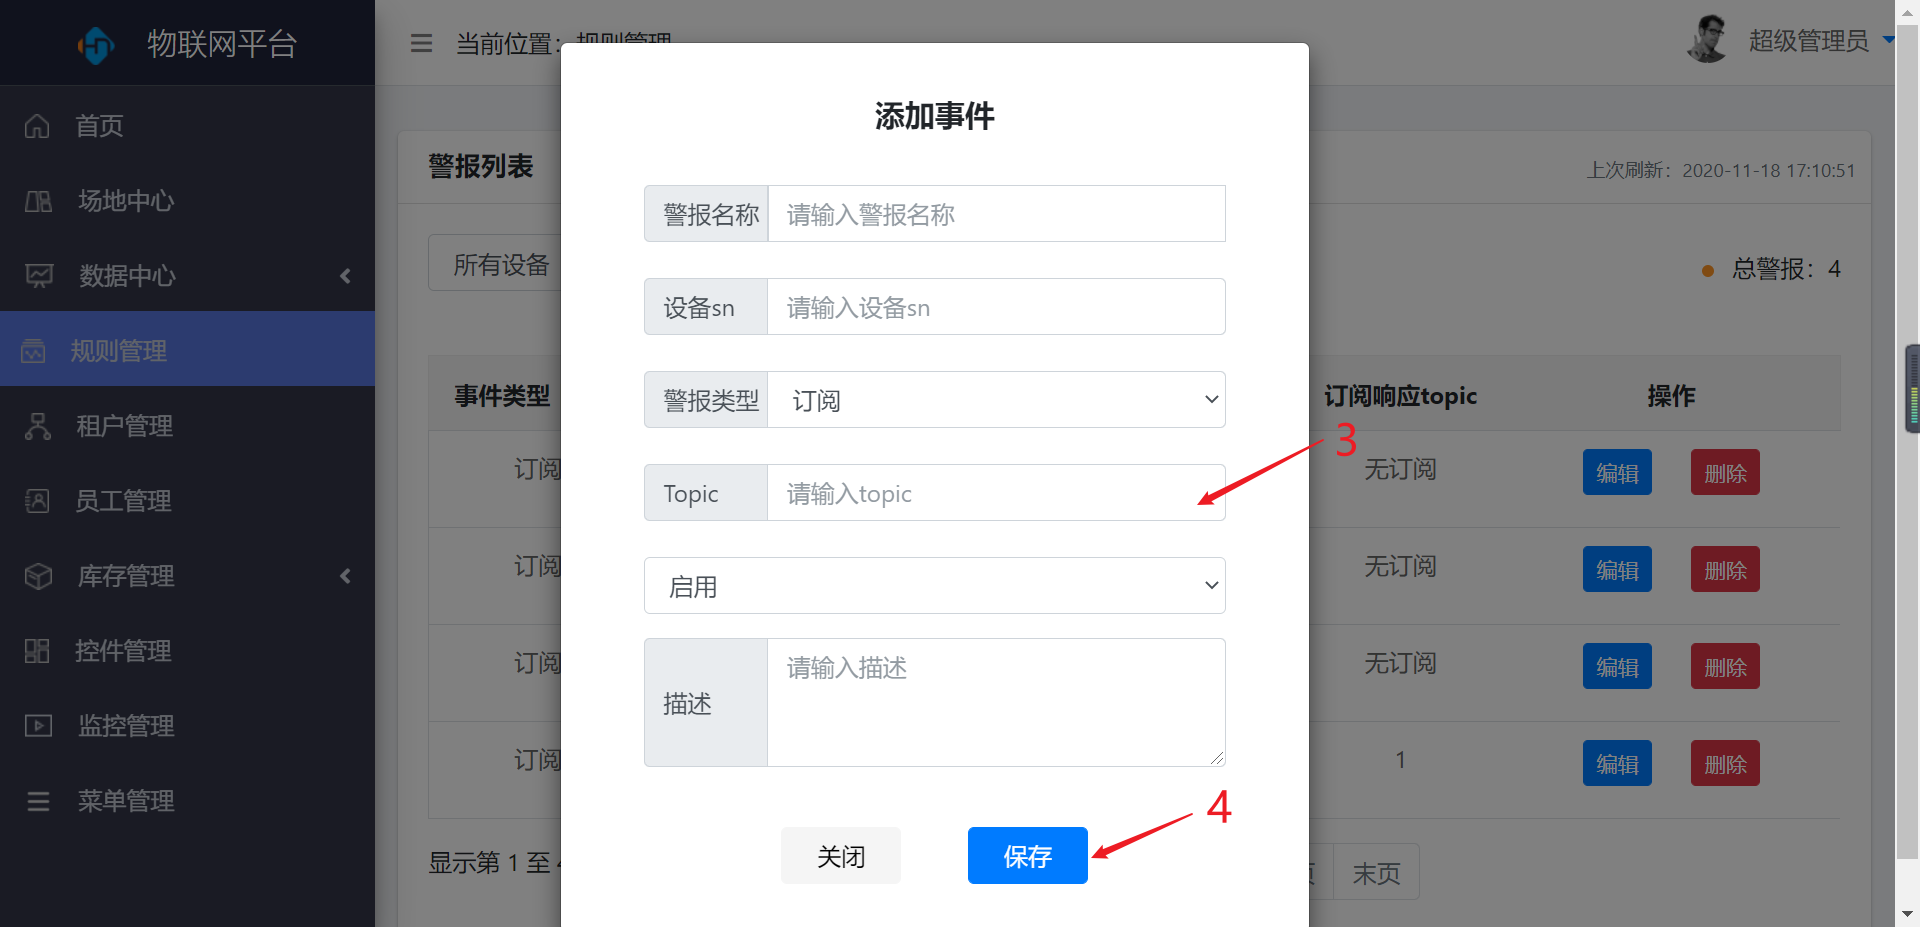 物联网平台
当前位置：规则管理
超级管理员
首页
场地中心
数据中心
规则管理
租户管理
员工管理
库存管理
控件管理
监控管理
菜单管理
警报列表
上次刷新：2020-11-18 17:10:51
所有设备
总警报：4
事件类型
订阅响应topic
操作
订阅
无订阅
编辑
删除
订阅
无订阅
编辑
删除
订阅
无订阅
编辑
删除
订阅
1
编辑
删除
显示第 1 至
末页
添加事件
警报名称
请输入警报名称
设备sn
请输入设备sn
警报类型
订阅
Topic
请输入topic
3
启用
描述
请输入描述
关闭
保存
4